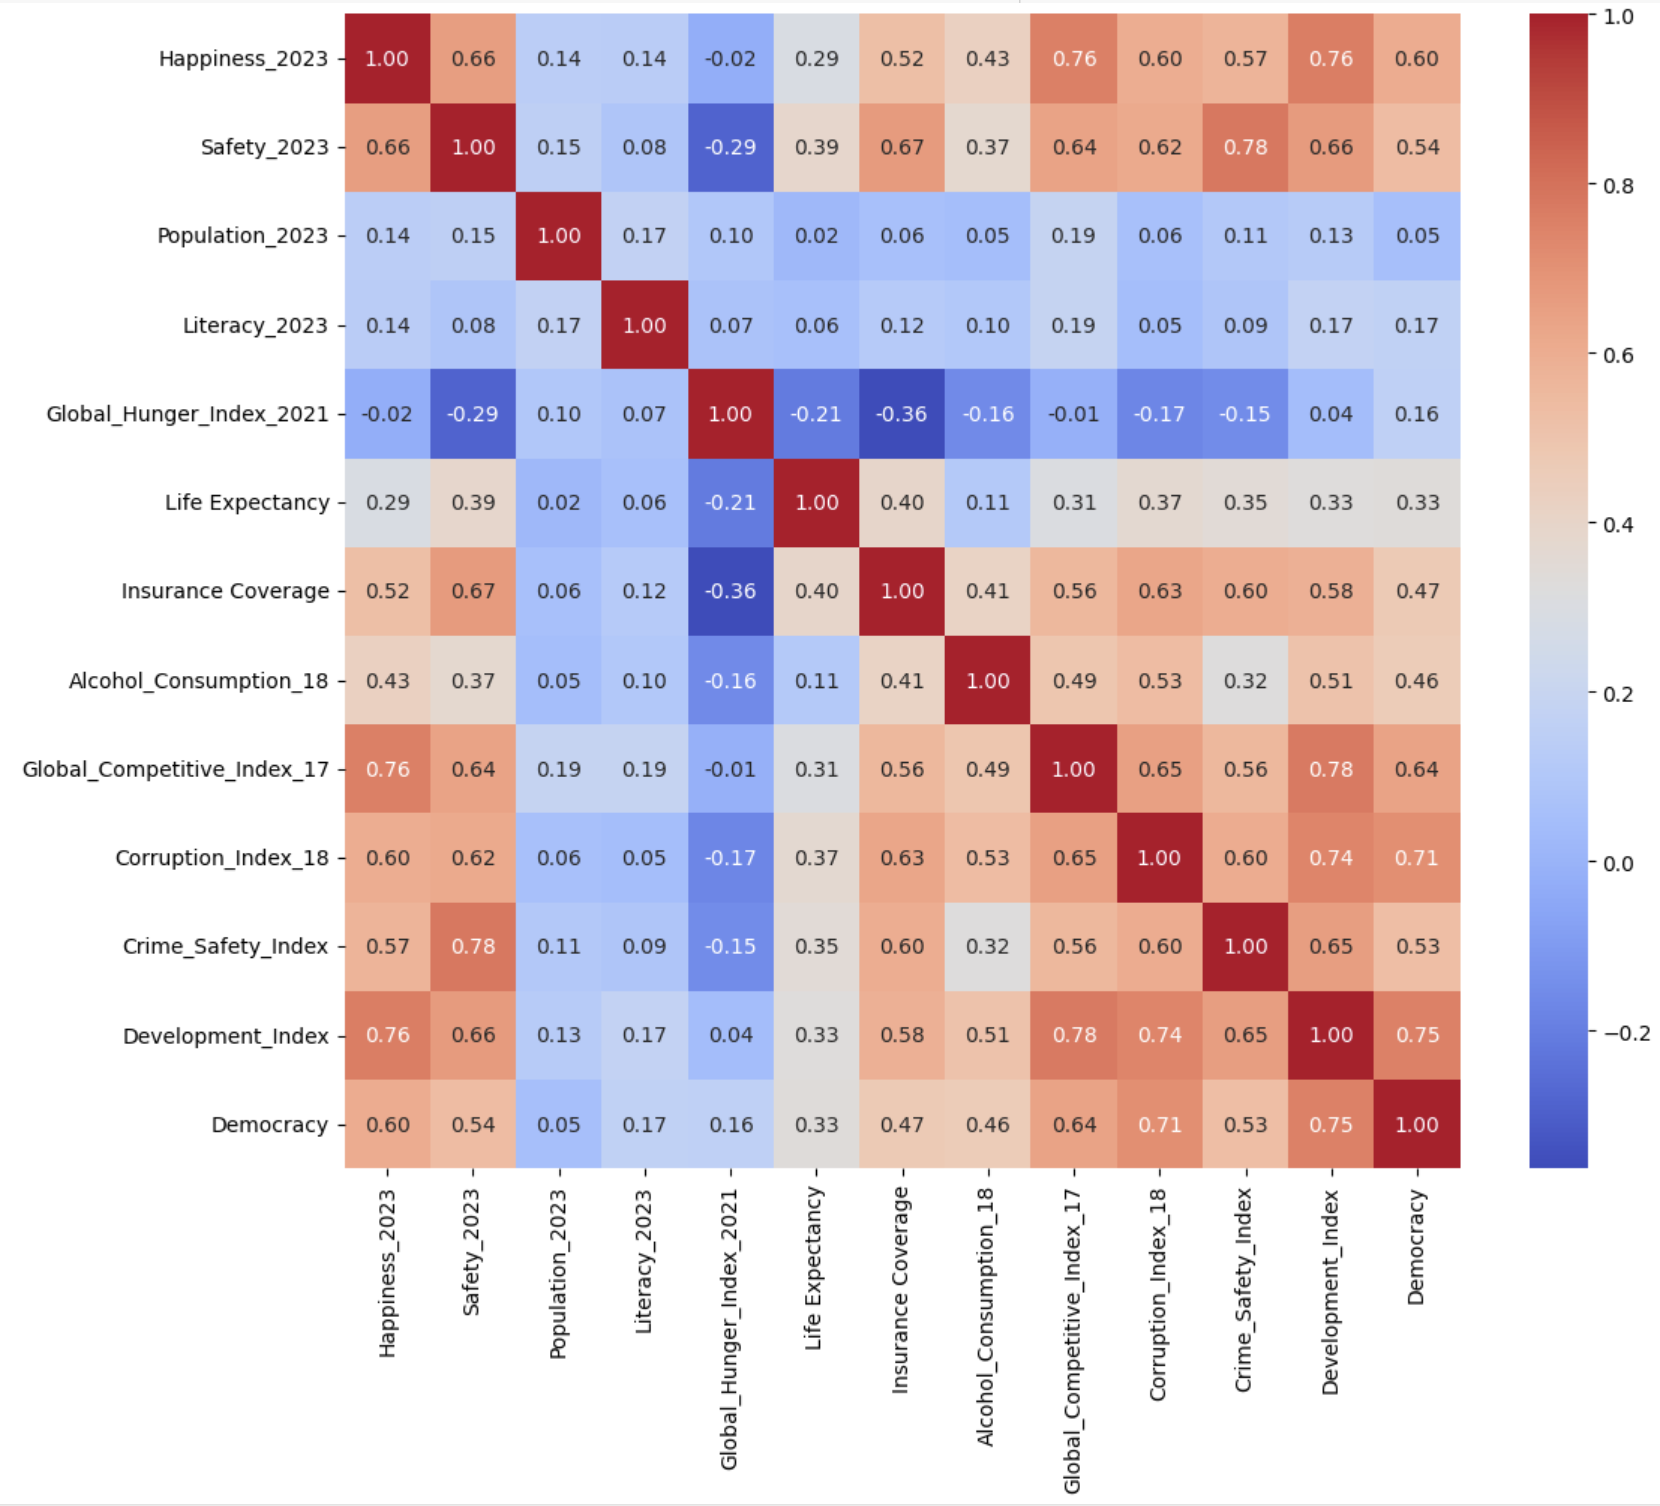 Happiness_2023 1.00 0.66 0.14 0.14 -0.02 0.29 0.52 0.43 0.76 0.60 0.57 0.76 0.60
Safety_2023 0.66 1.00 0.15 0.08 -0.29 0.39 0.67 0.37 0.64 0.62 0.78 0.66 0.54
Population_2023 0.14 0.15 1.00 0.17 0.10 0.02 0.06 0.05 0.19 0.06 0.11 0.13 0.05
Literacy_2023 0.14 0.08 0.17 1.00 0.07 0.06 0.12 0.10 0.19 0.05 0.09 0.17 0.17
Global_Hunger_Index_2021 -0.02 -0.29 0.10 0.07 1.00 -0.21 -0.36 -0.16 -0.01 -0.17 -0.15 0.04 0.16
Life Expectancy 0.29 0.39 0.02 0.06 -0.21 1.00 0.40 0.11 0.31 0.37 0.35 0.33 0.33
Insurance Coverage 0.52 0.67 0.06 0.12 -0.36 0.40 1.00 0.41 0.56 0.63 0.60 0.58 0.47
Alcohol_Consumption_18 0.43 0.37 0.05 0.10 -0.16 0.11 0.41 1.00 0.49 0.53 0.32 0.51 0.46
Global_Competitive_Index_17 0.76 0.64 0.19 0.19 -0.01 0.31 0.56 0.49 1.00 0.65 0.56 0.78 0.64
Corruption_Index_18 0.60 0.62 0.06 0.05 -0.17 0.37 0.63 0.53 0.65 1.00 0.60 0.74 0.71
Crime_Safety_Index 0.57 0.78 0.11 0.09 -0.15 0.35 0.60 0.32 0.56 0.60 1.00 0.65 0.53
Development_Index 0.76 0.66 0.13 0.17 0.04 0.33 0.58 0.51 0.78 0.74 0.65 1.00 0.75
Democracy 0.60 0.54 0.05 0.17 0.16 0.33 0.47 0.46 0.64 0.71 0.53 0.75 1.00
Happiness_2023
Safety_2023
Population_2023
Literacy_2023
Global_Hunger_Index_2021
Life Expectancy
Insurance Coverage
Alcohol_Consumption_18
Global_Competitive_Index_17
Corruption_Index_18
Crime_Safety_Index
Development_Index
Democracy
1.0
0.8
0.6
0.4
0.2
0.0
−0.2